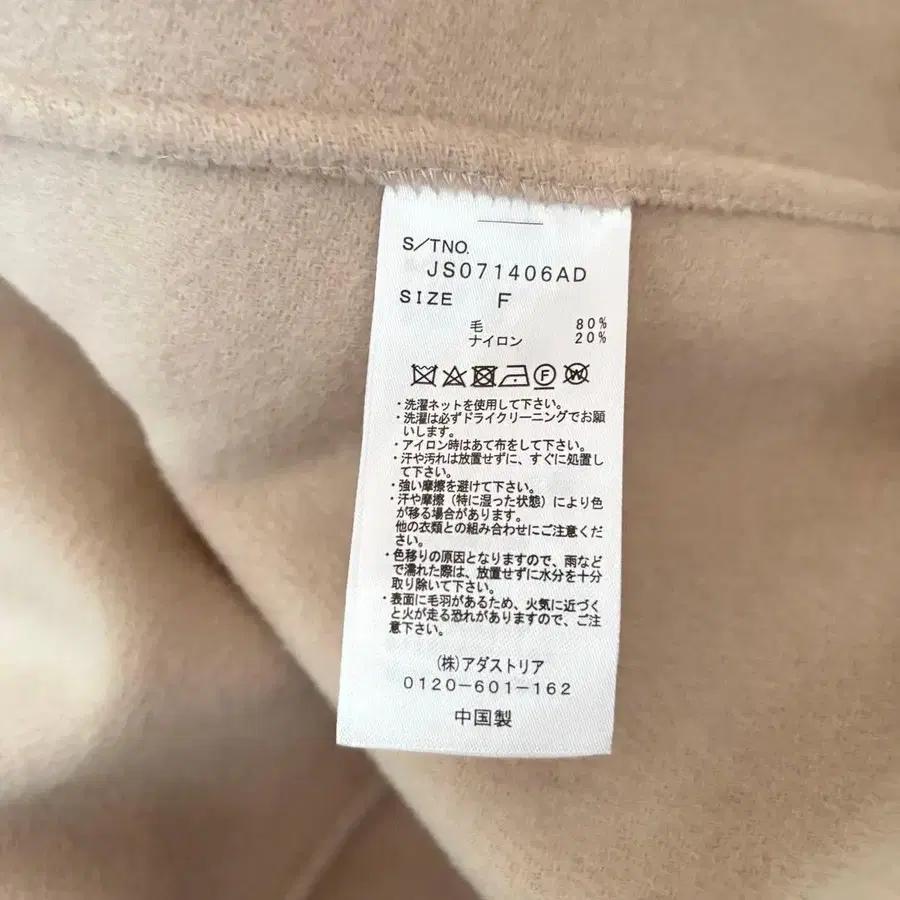 S/TNO.
JS071406AD
SIZE F
毛 80%
ナイロン 20%
・洗濯ネットを使用して下さい。
・洗濯は必ずドライクリーニングでお願
いします。
・アイロン時はあて布をして下さい。
・汗や汚れは放置せずに、すぐに処置し
て下さい。
・強い摩擦を避けて下さい。
・汗や摩擦（特に湿った状態）により色
が移る場合があります。
他の衣類との組み合わせにご注意くだ
さい。
・色移りの原因となりますので、雨など
で濡れた際は、放置せずに水分を十分
取り除いて下さい。
・表面に毛羽があるため、火気に近づく
と火が走る恐れがありますので、ご注
意下さい。
(株)アダストリア
0120-601-162
中国製